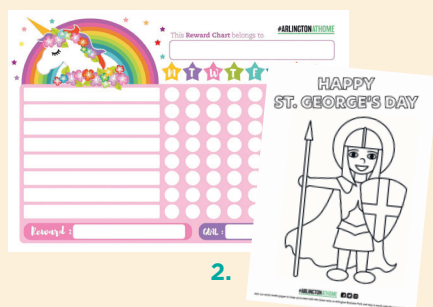 This Reward Chart belongs to
#ARLINGTONATHOME
M T W T F
Reward :
GOAL :
HAPPY
ST. GEORGE'S DAY
#ARLINGTONATHOME
2.